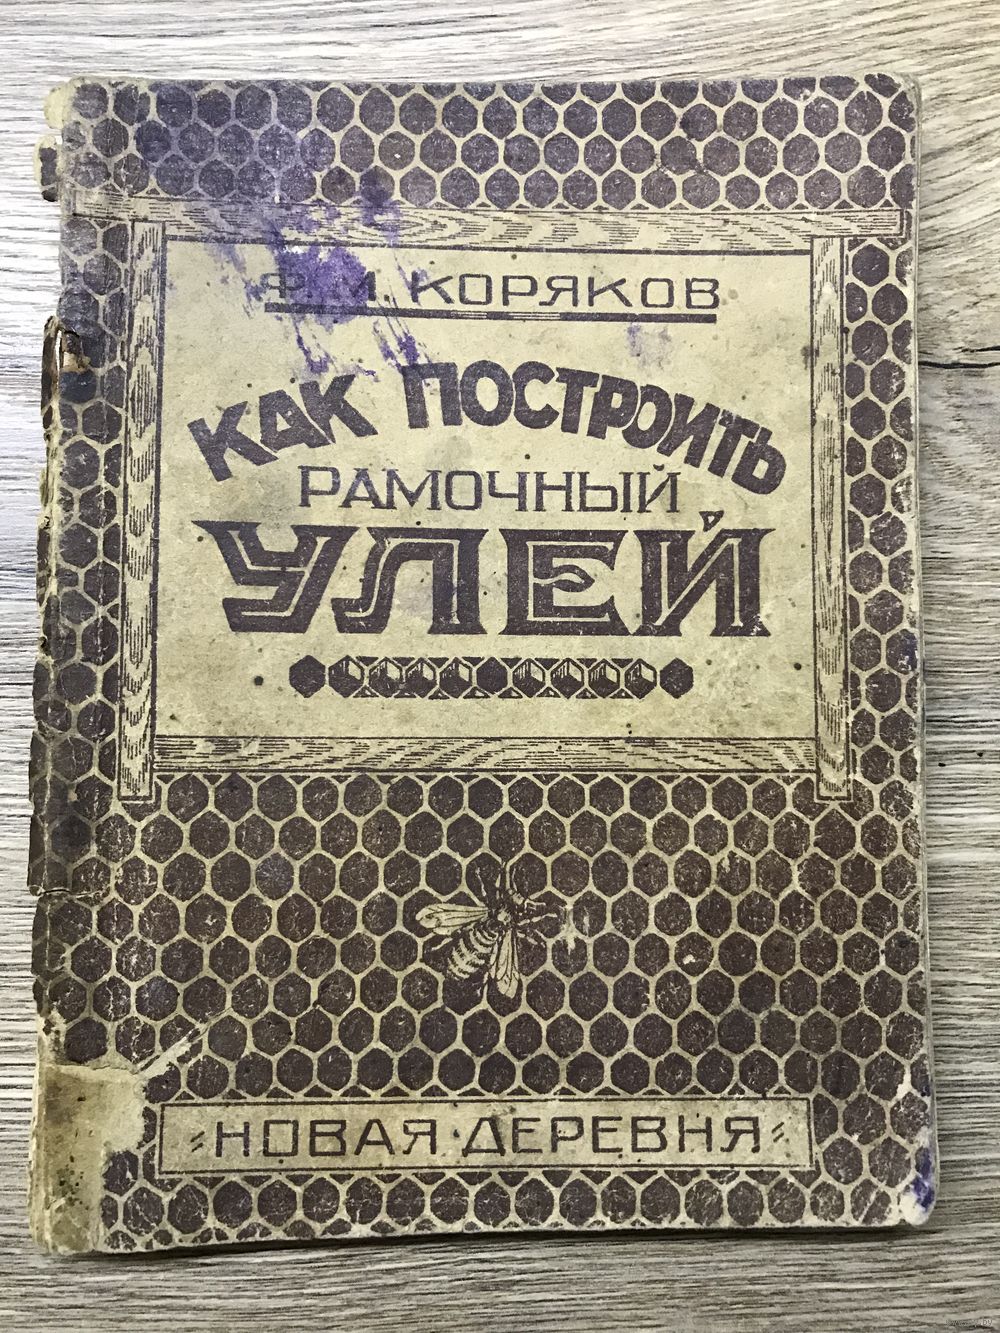 Ф. И. КОРЯКОВ
КАК ПОСТРОИТЬ
РАМОЧНЫЙ
УЛЕЙ
"НОВАЯ ДЕРЕВНЯ"